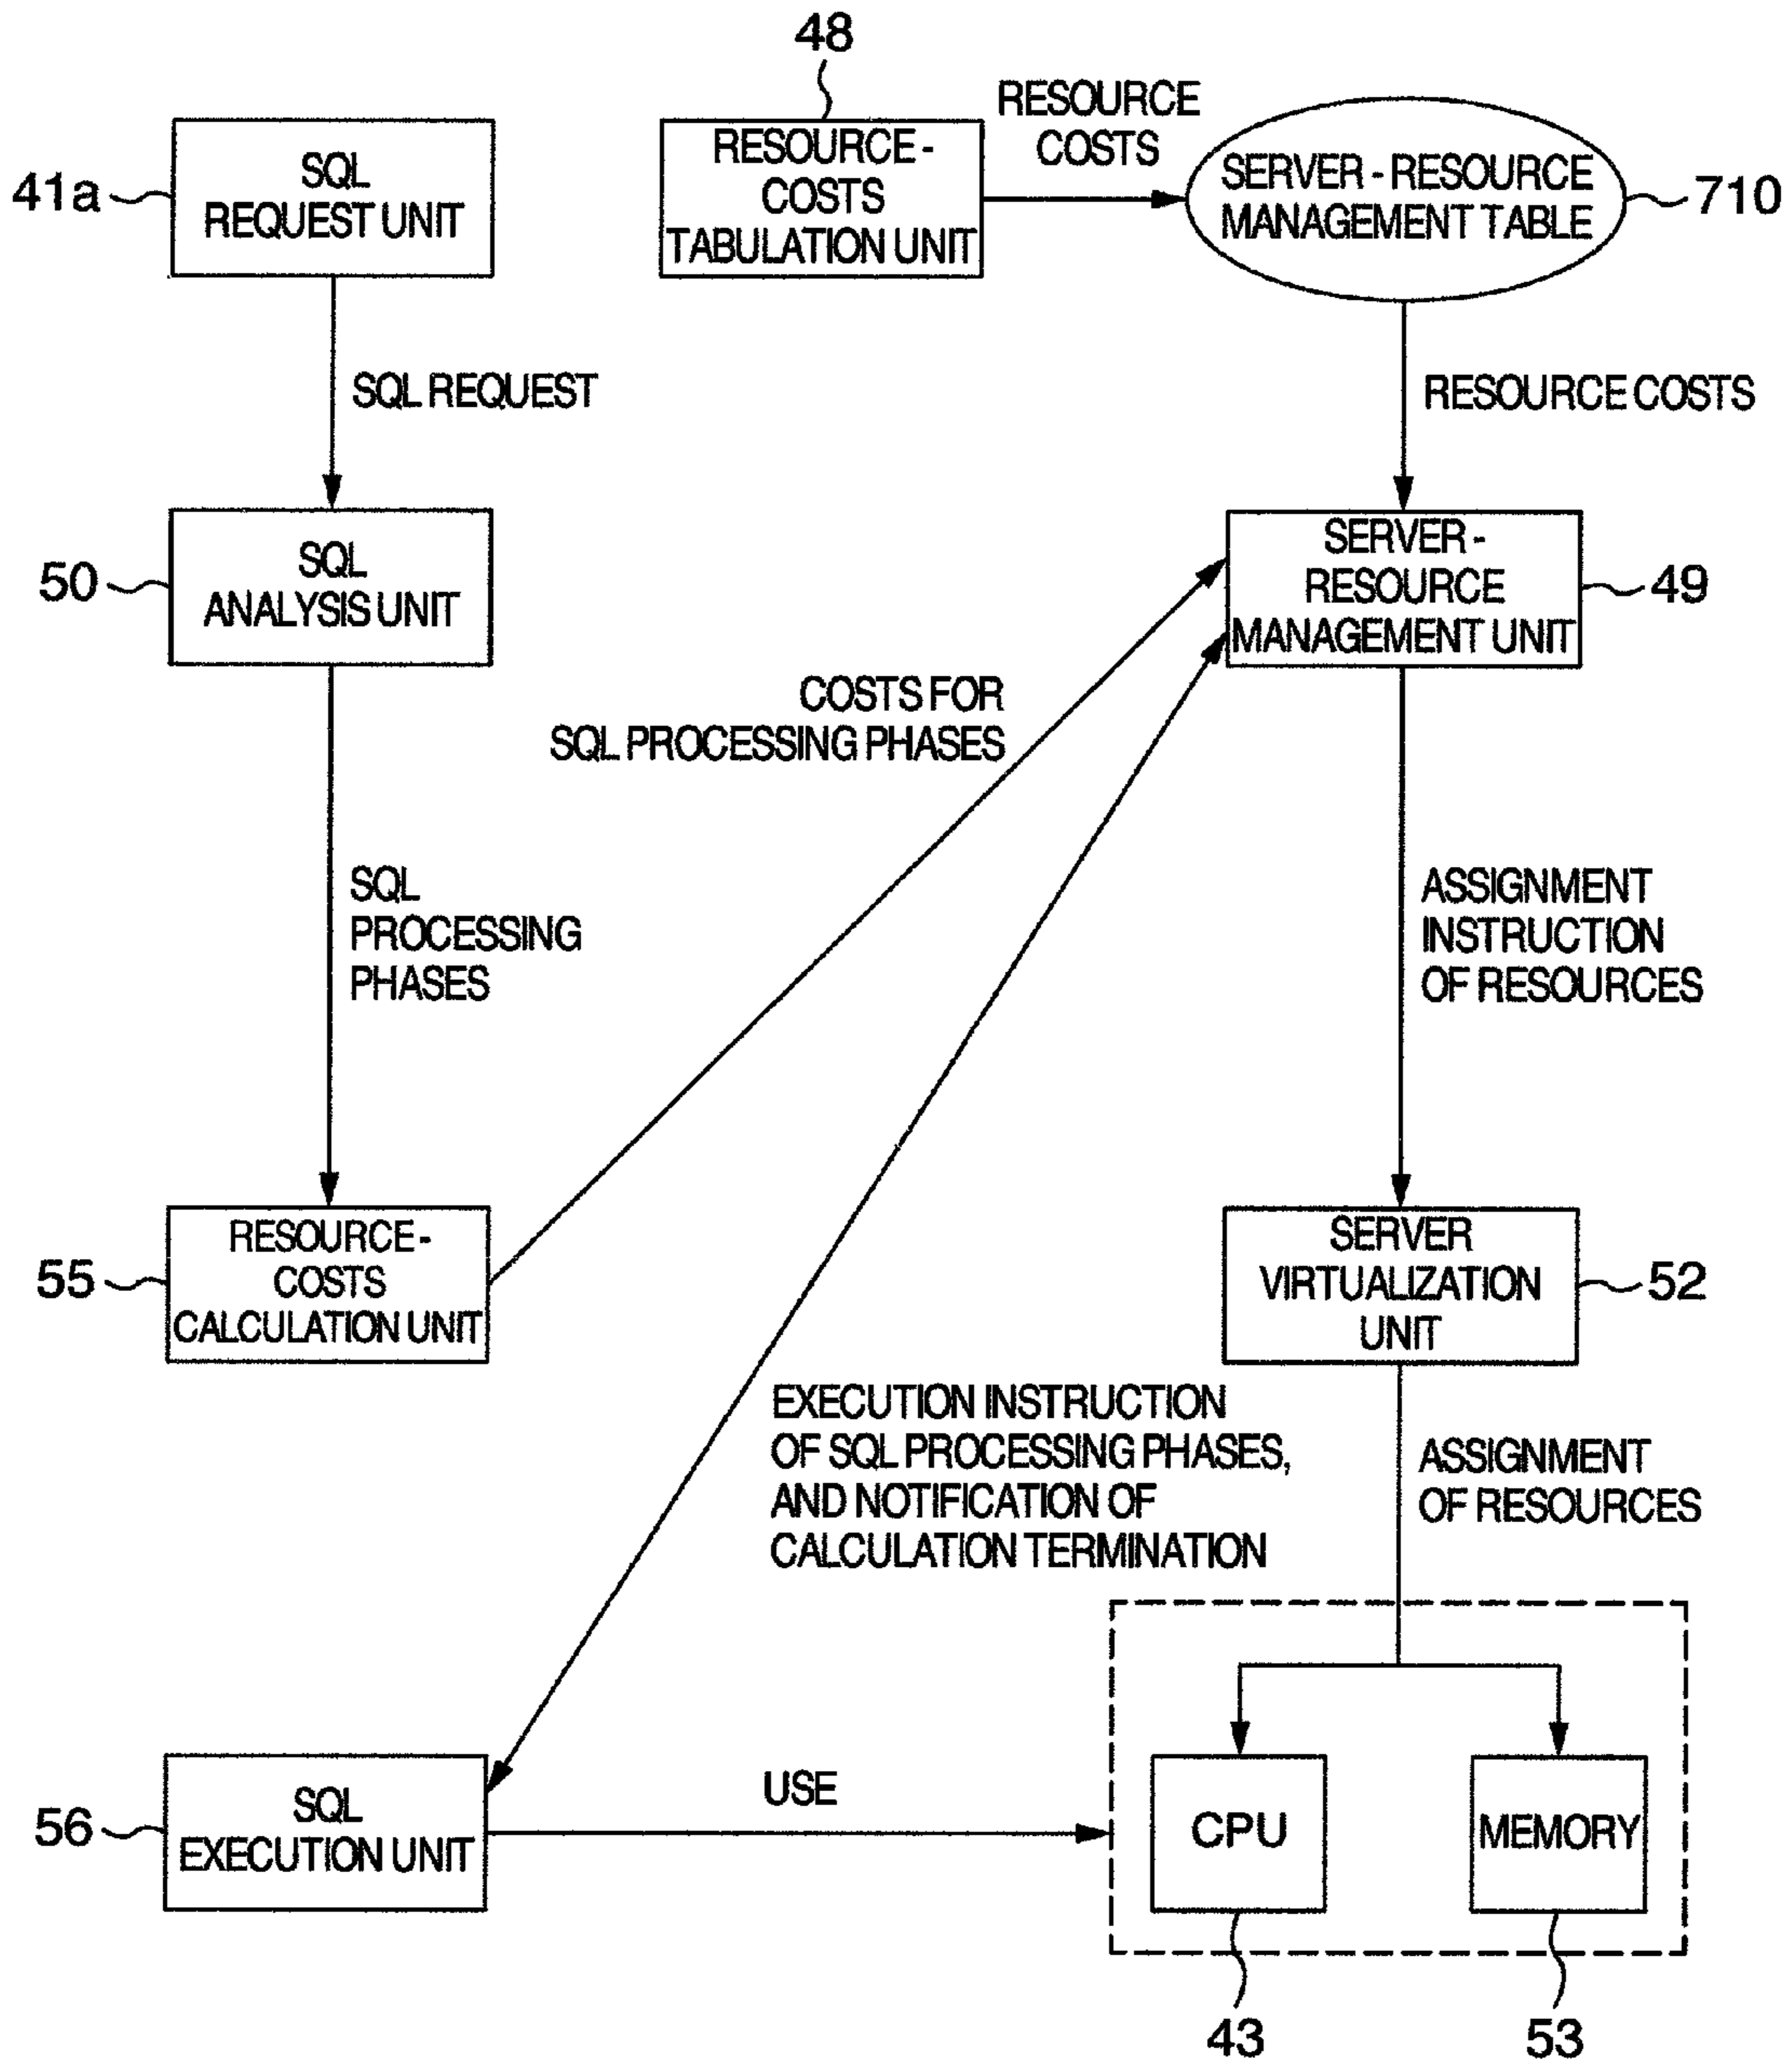 48
RESOURCE
COSTS
41a
SQL
REQUEST UNIT
RESOURCE-
COSTS
TABULATION UNIT
SERVER-RESOURCE
MANAGEMENT TABLE
710
SQL REQUEST
RESOURCE COSTS
50
SQL
ANALYSIS UNIT
SERVER-
RESOURCE
MANAGEMENT UNIT
49
COSTS FOR
SQL PROCESSING PHASES
SQL
PROCESSING
PHASES
ASSIGNMENT
INSTRUCTION
OF RESOURCES
55
RESOURCE-
COSTS
CALCULATION UNIT
SERVER
VIRTUALIZATION
UNIT
52
EXECUTION INSTRUCTION
OF SQL PROCESSING PHASES,
AND NOTIFICATION OF
CALCULATION TERMINATION
ASSIGNMENT
OF RESOURCES
56
SQL
EXECUTION UNIT
USE
CPU
MEMORY
43
53